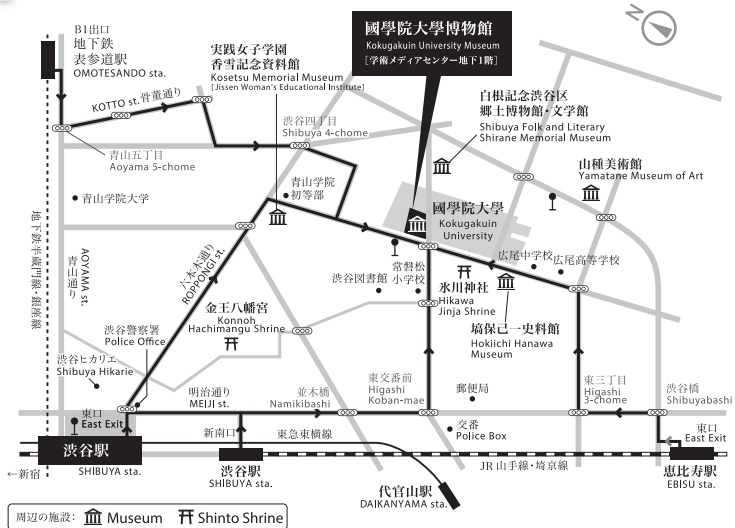 B1出口
地下鉄
表参道駅
OMOTESANDO sta.
KOTTO st. 骨董通り
実践女子学園
香雪記念資料館
Kosetsu Memorial Museum
[Jissen Woman's Educational Institute]
國學院大學博物館
Kokugakuin University Museum
[学術メディアセンター地下1階]
N
渋谷四丁目
Shibuya 4-chome
白根記念渋谷区
郷土博物館・文学館
Shibuya Folk and Literary
Shirane Memorial Museum
青山五丁目
Aoyama 5-chome
山種美術館
Yamatane Museum of Art
青山学院大学
青山学院
初等部
國學院大學
Kokugakuin
University
地下鉄半蔵門線・銀座線
青山通り
AOYAMA st.
六本木通り
ROPPONGI st.
広尾中学校
広尾高等学校
常磐松
小学校
渋谷図書館
氷川神社
Hikawa
Jinja Shrine
金王八幡宮
Konnoh
Hachimangu Shrine
塙保己一史料館
Hokiichi Hanawa
Museum
渋谷警察署
Police Office
渋谷ヒカリエ
Shibuya Hikarie
明治通り
MEIJI st.
並木橋
Namikibashi
東交番前
Higashi
Koban-mae
郵便局
東三丁目
Higashi
3-chome
渋谷橋
Shibuyabashi
東口
East Exit
新南口
東急東横線
交番
Police Box
東口
East Exit
渋谷駅
SHIBUYA sta.
渋谷駅
SHIBUYA sta.
JR山手線・埼京線
恵比寿駅
EBISU sta.
←新宿
代官山駅
DAIKANYAMA sta.
周辺の施設： Museum Shinto Shrine